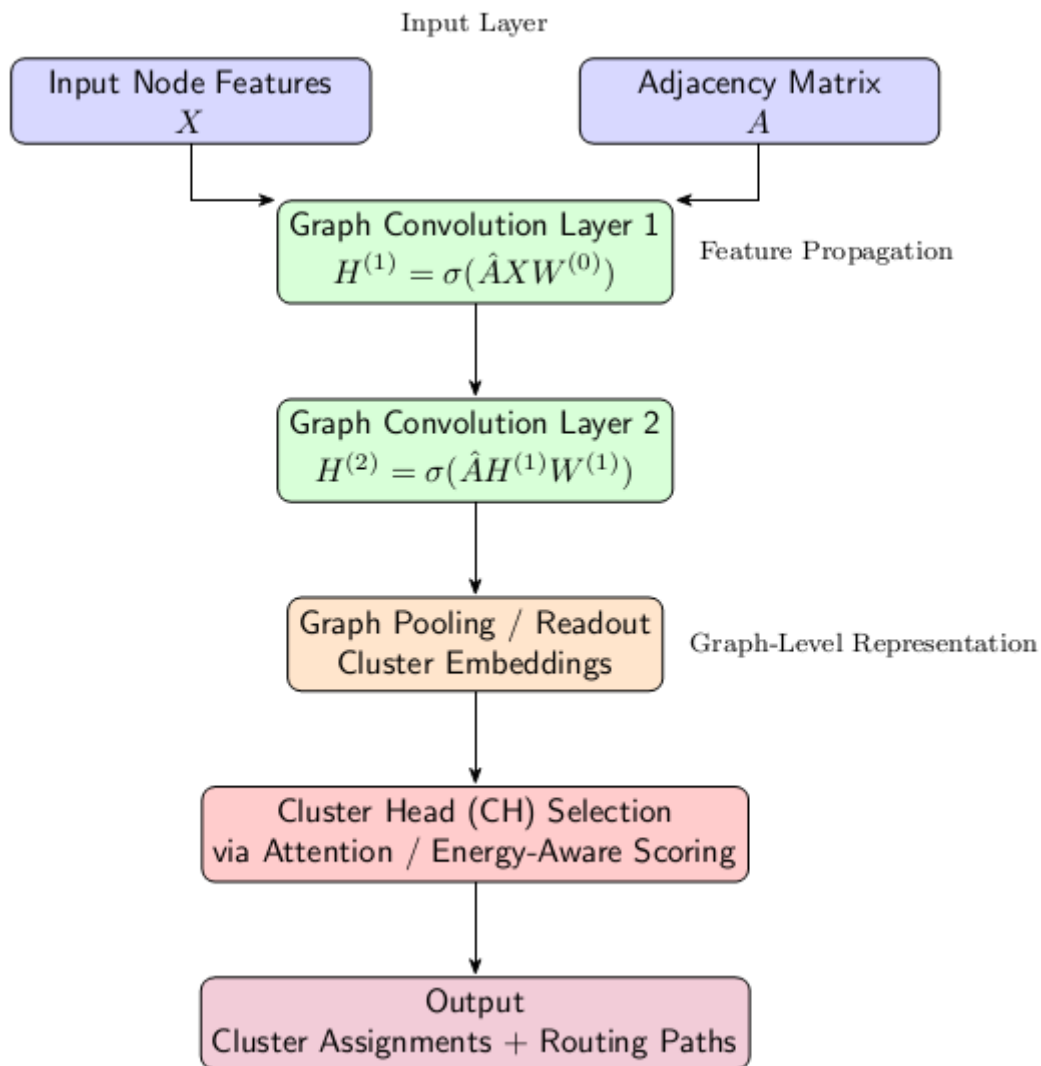 Input Layer
Input Node Features
X
Adjacency Matrix
A
Graph Convolution Layer 1
H^{(1)} = σ(ÂXW^{(0)})
Feature Propagation
Graph Convolution Layer 2
H^{(2)} = σ(ÂH^{(1)}W^{(1)})
Graph Pooling / Readout
Cluster Embeddings
Graph-Level Representation
Cluster Head (CH) Selection
via Attention / Energy-Aware Scoring
Output
Cluster Assignments + Routing Paths